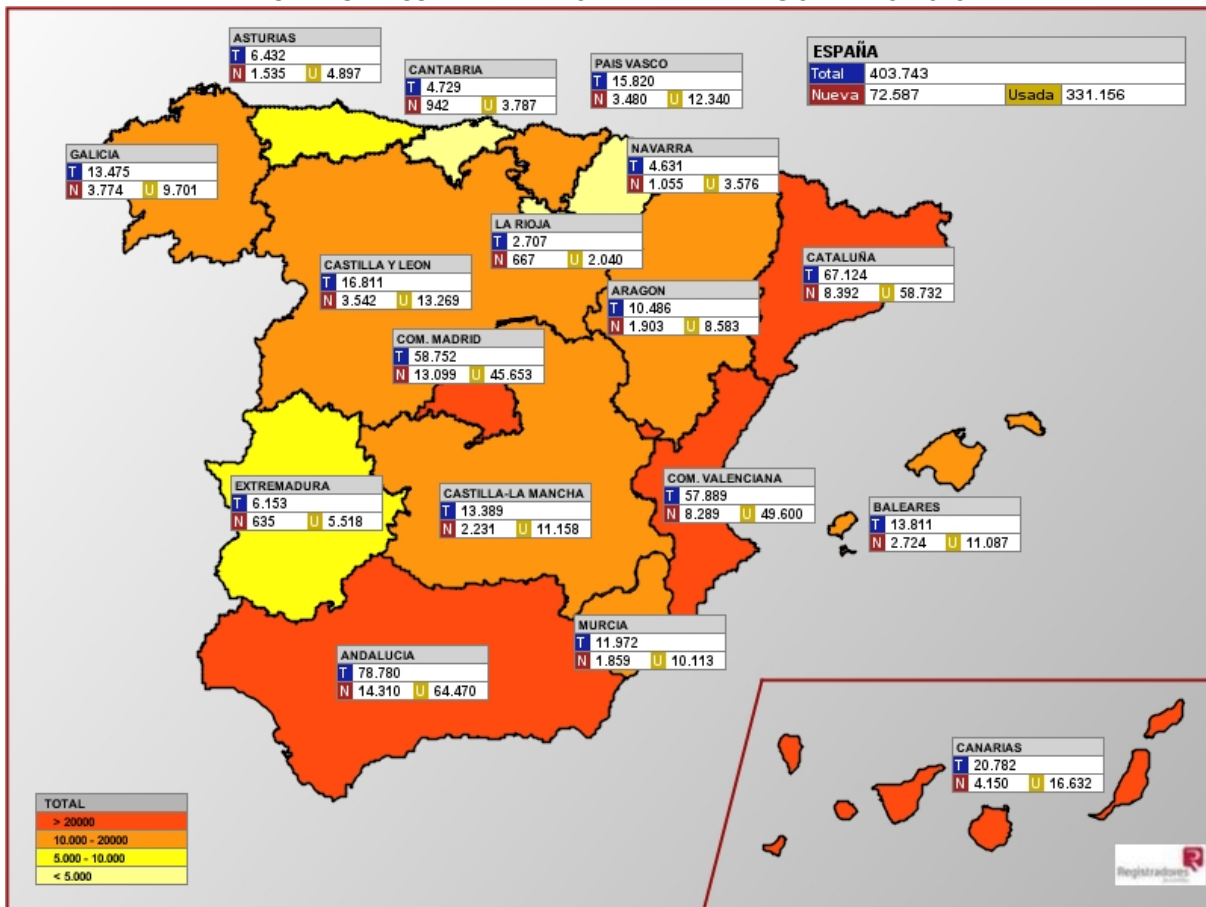 ASTURIAS
T 6.432
N 1.535 U 4.897
CANTABRIA
T 4.729
N 942 U 3.787
PAIS VASCO
T 15.820
N 3.480 U 12.340
ESPAÑA
Total 403.743
Nueva 72.587 Usada 331.156
GALICIA
T 13.475
N 3.774 U 9.701
NAVARRA
T 4.631
N 1.055 U 3.576
LA RIOJA
T 2.707
N 667 U 2.040
CASTILLA Y LEON
T 16.811
N 3.542 U 13.269
CATALUÑA
T 67.124
N 8.392 U 58.732
ARAGON
T 10.486
N 1.903 U 8.583
COM. MADRID
T 58.752
N 13.099 U 45.653
EXTREMADURA
T 6.153
N 635 U 5.518
CASTILLA-LA MANCHA
T 13.389
N 2.231 U 11.158
COM. VALENCIANA
T 57.889
N 8.289 U 49.600
BALEARES
T 13.811
N 2.724 U 11.087
MURCIA
T 11.972
N 1.859 U 10.113
ANDALUCIA
T 78.780
N 14.310 U 64.470
CANARIAS
T 20.782
N 4.150 U 16.632
TOTAL
> 20000
10.000 - 20000
5.000 - 10.000
< 5.000
Registradores